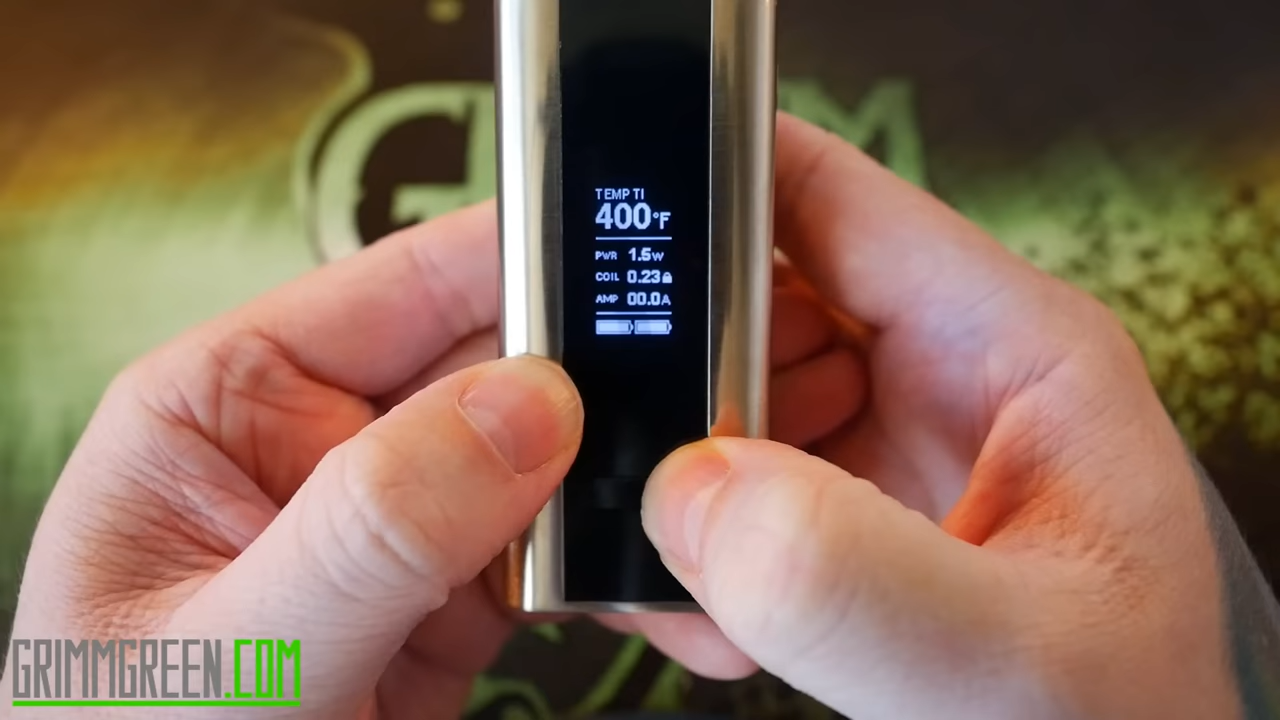 TEMP TI
400°F
PWR 1.5W
COIL 0.23
AMP 00.0A
GRIMMGREEN.COM